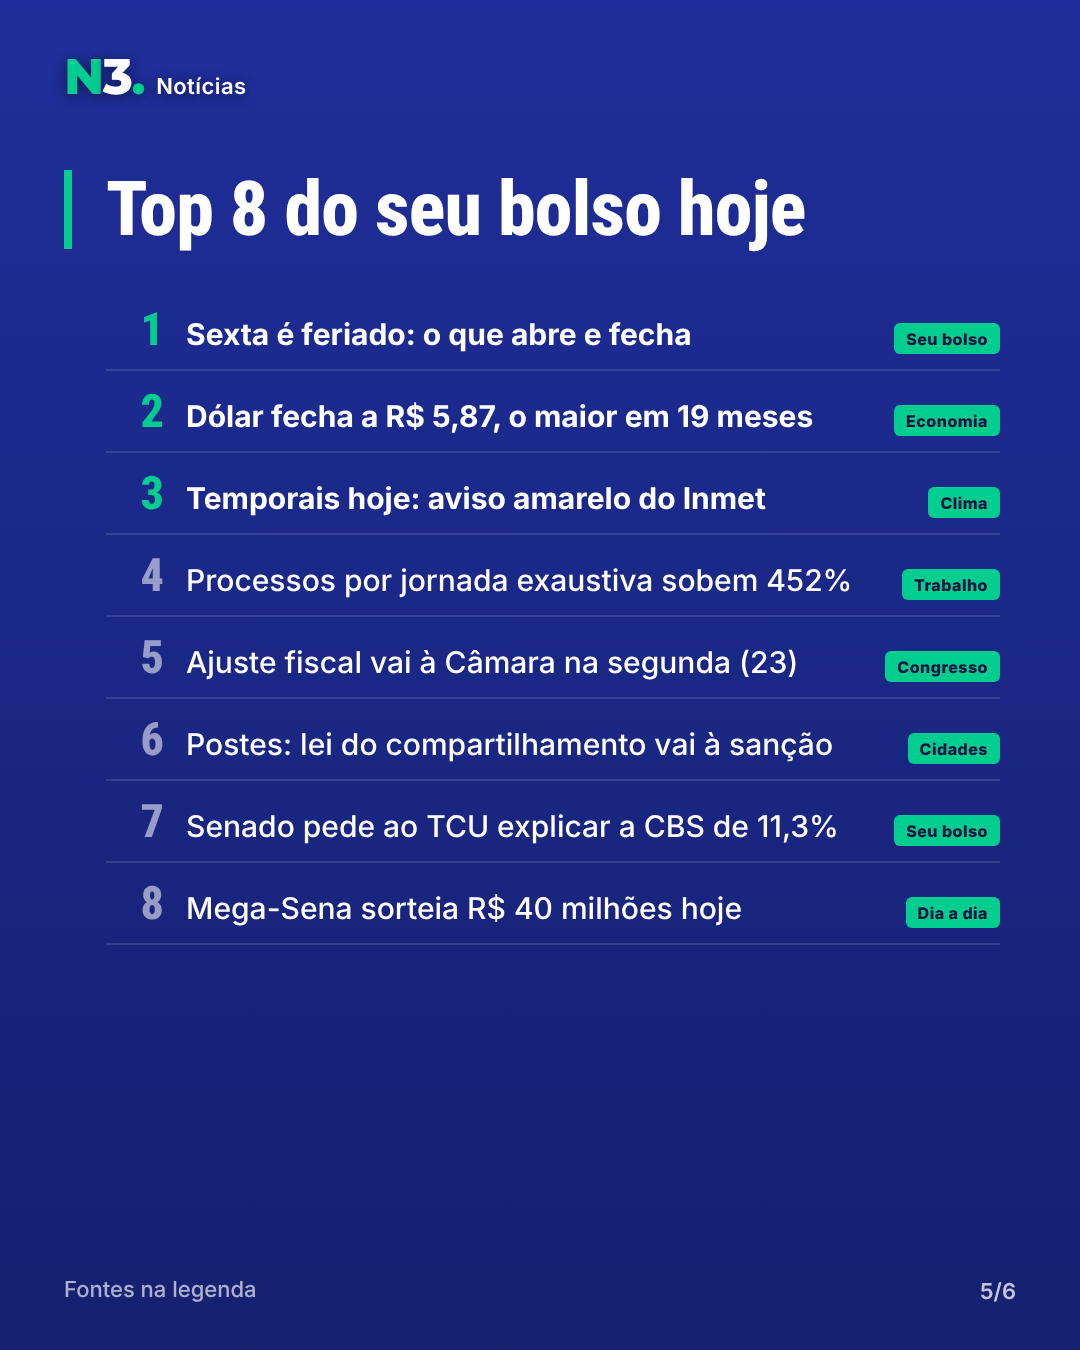 N3. Notícias
Top 8 do seu bolso hoje
1 Sexta é feriado: o que abre e fecha Seu bolso
2 Dólar fecha a R$ 5,87, o maior em 19 meses Economia
3 Temporais hoje: aviso amarelo do Inmet Clima
4 Processos por jornada exaustiva sobem 452% Trabalho
5 Ajuste fiscal vai à Câmara na segunda (23) Congresso
6 Postes: lei do compartilhamento vai à sanção Cidades
7 Senado pede ao TCU explicar a CBS de 11,3% Seu bolso
8 Mega-Sena sorteia R$ 40 milhões hoje Dia a dia
Fontes na legenda 5/6